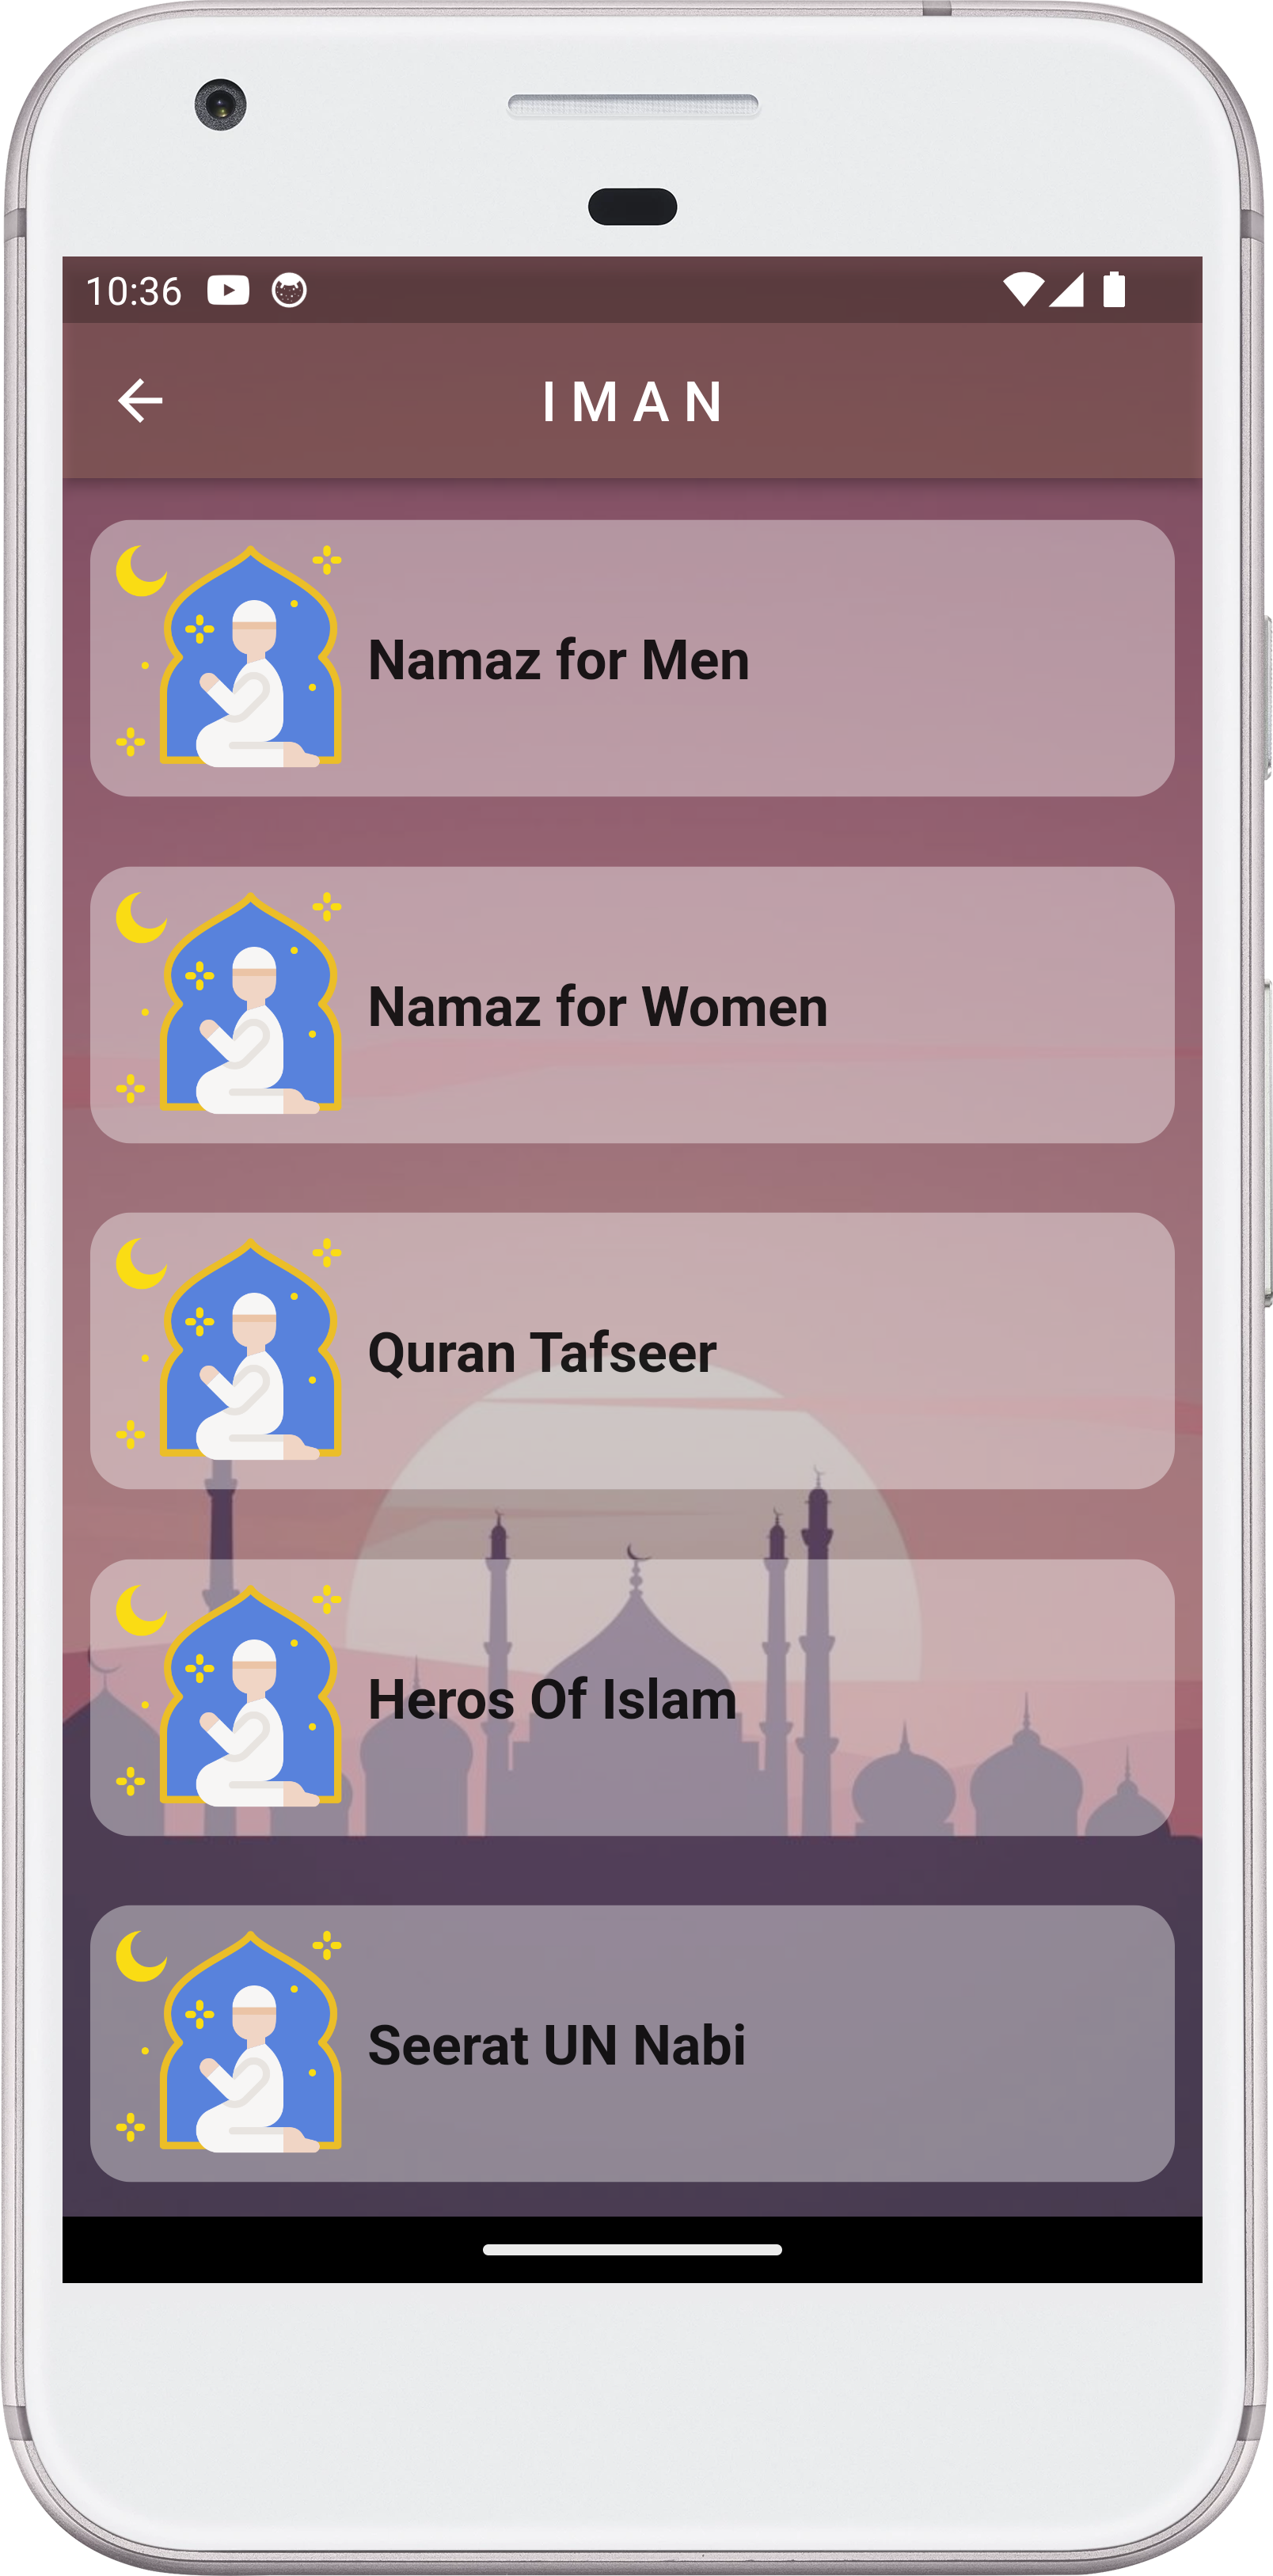 10:36
IMAN
Namaz for Men
Namaz for Women
Quran Tafseer
Heros Of Islam
Seerat UN Nabi